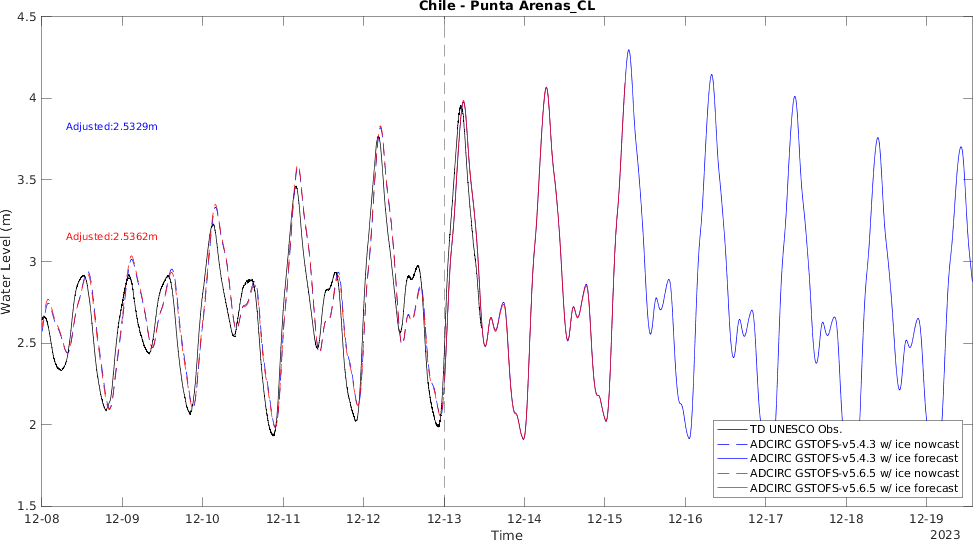 Chile - Punta Arenas_CL
4.5
4
3.5
3
2.5
2
1.5
Water Level (m)
Adjusted:2.5329m
Adjusted:2.5362m
TD UNESCO Obs.
ADCIRC GSTOFS-v5.4.3 w/ ice nowcast
ADCIRC GSTOFS-v5.4.3 w/ ice forecast
ADCIRC GSTOFS-v5.6.5 w/ ice nowcast
ADCIRC GSTOFS-v5.6.5 w/ ice forecast
12-08 12-09 12-10 12-11 12-12 12-13 12-14 12-15 12-16 12-17 12-18 12-19
Time
2023